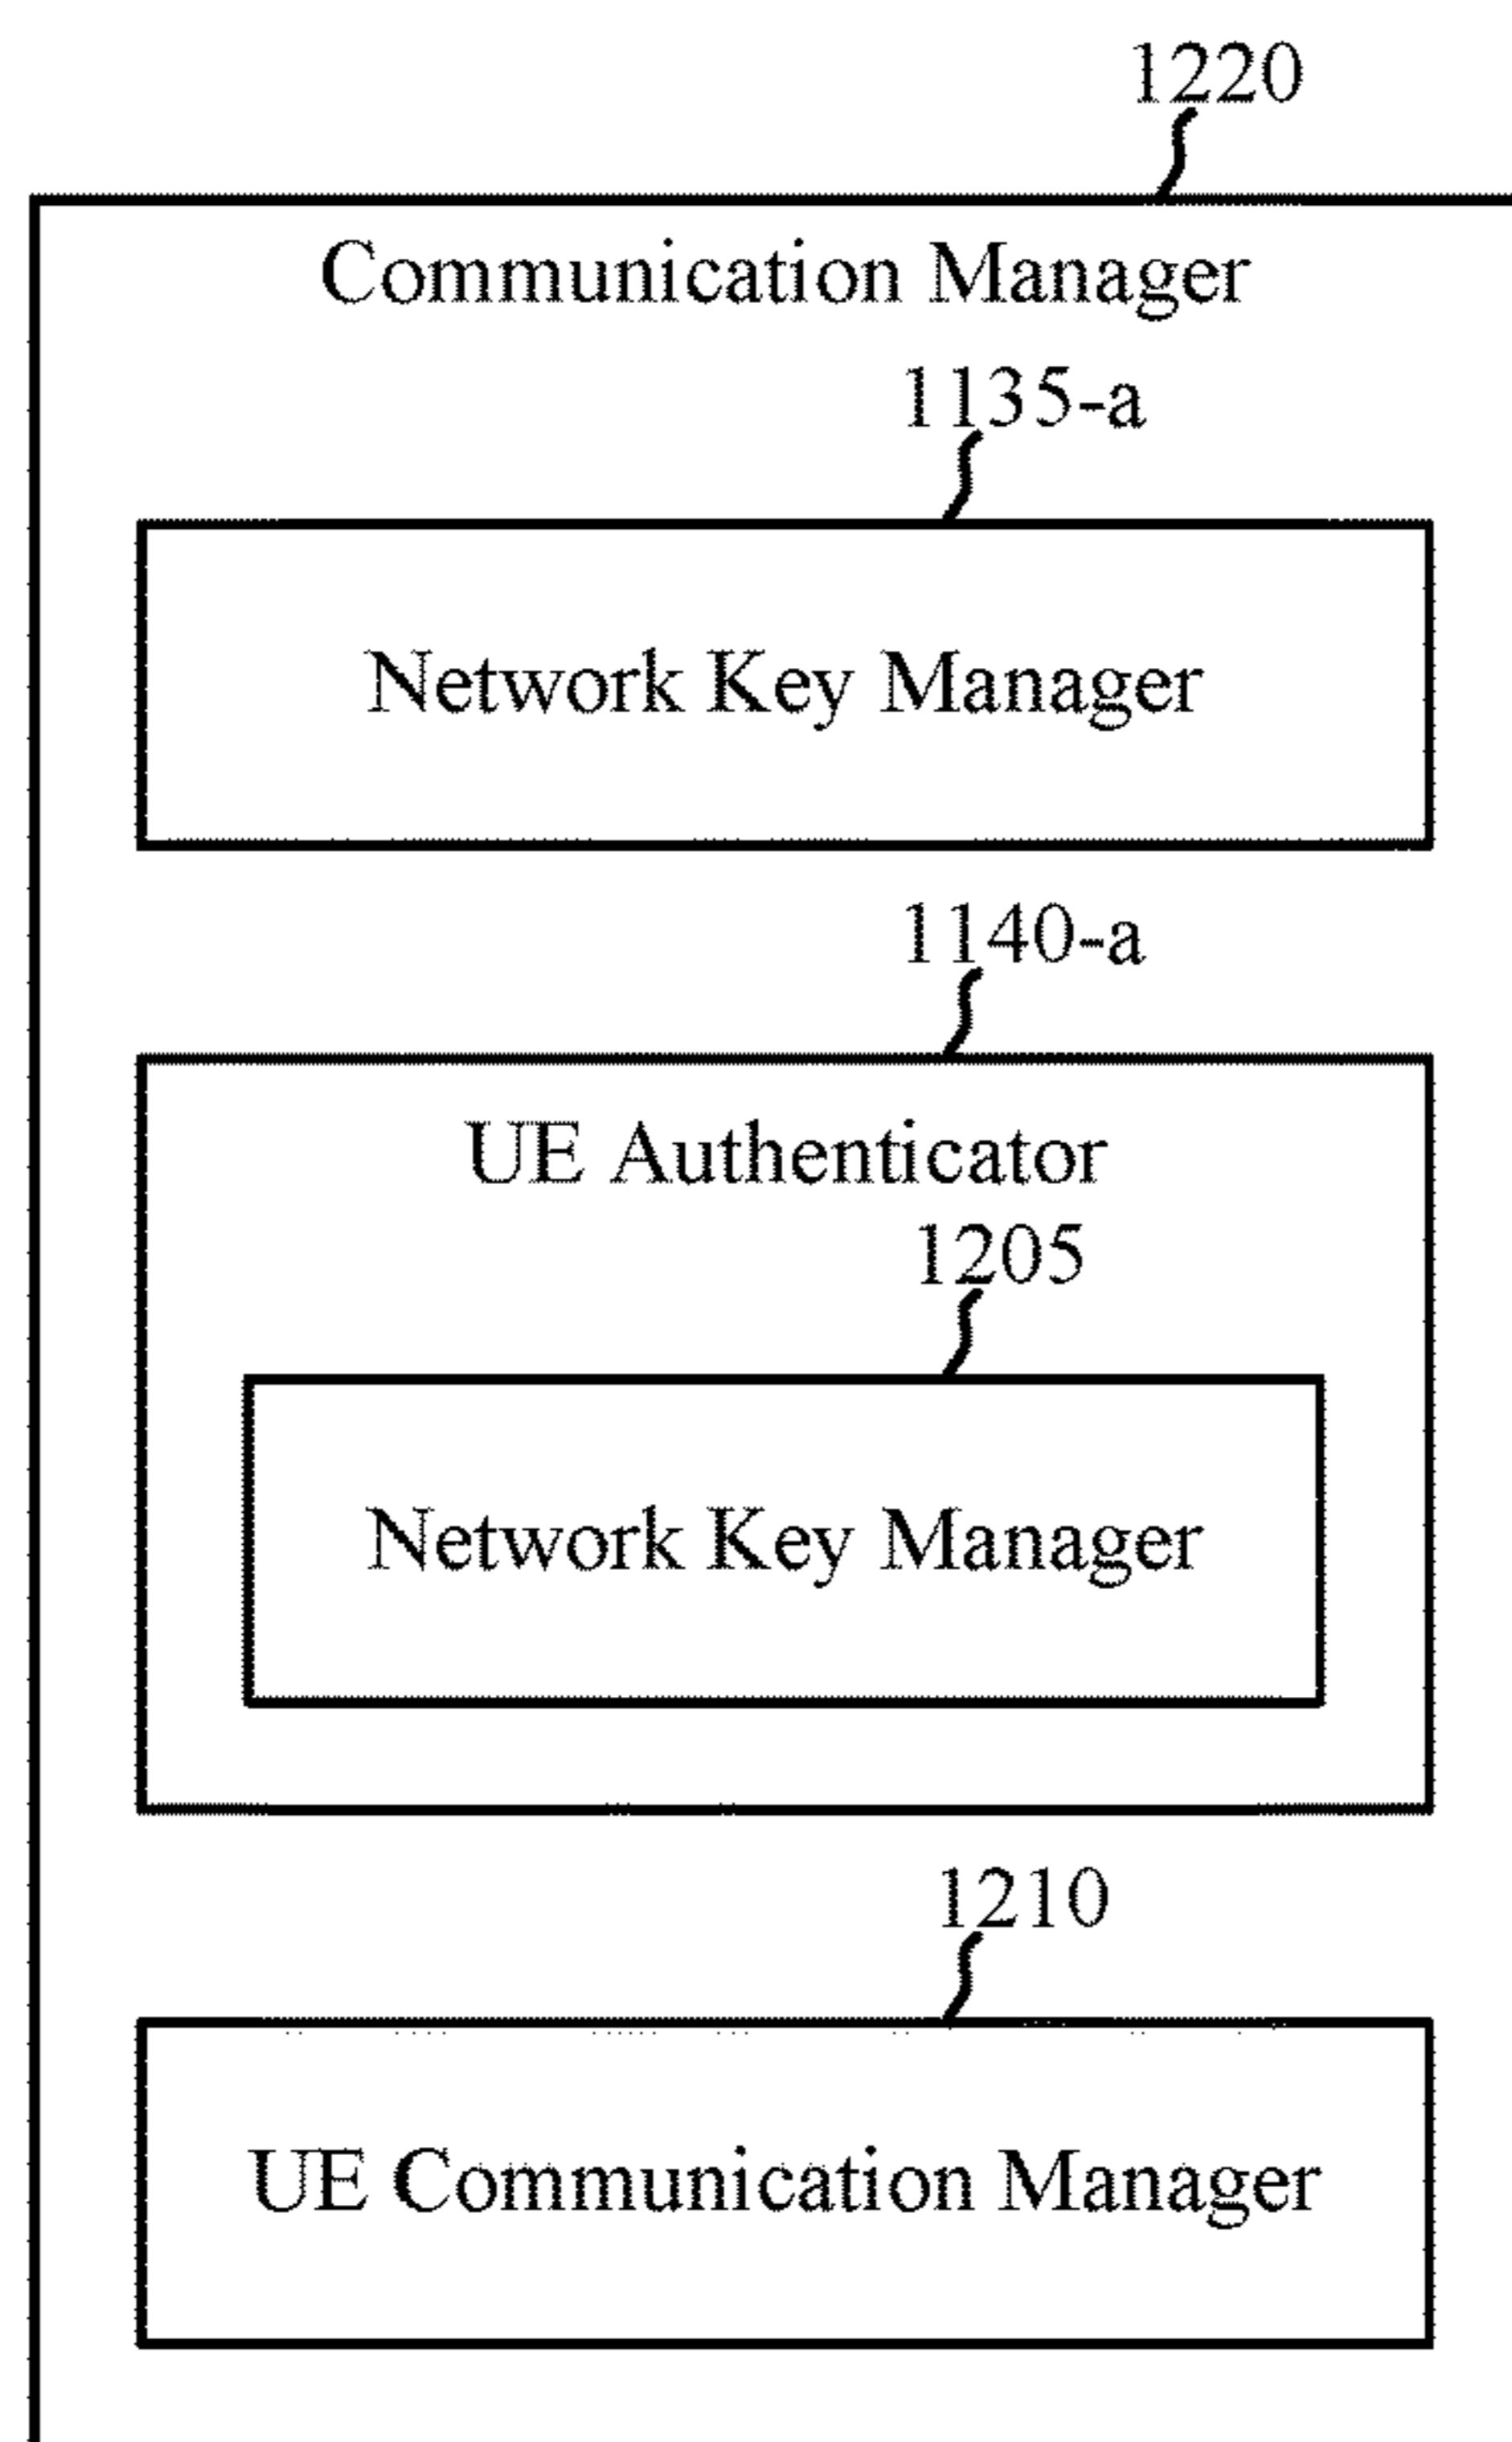 1220
Communication Manager
1135-a
Network Key Manager
1140-a
UE Authenticator
1205
Network Key Manager
1210
UE Communication Manager